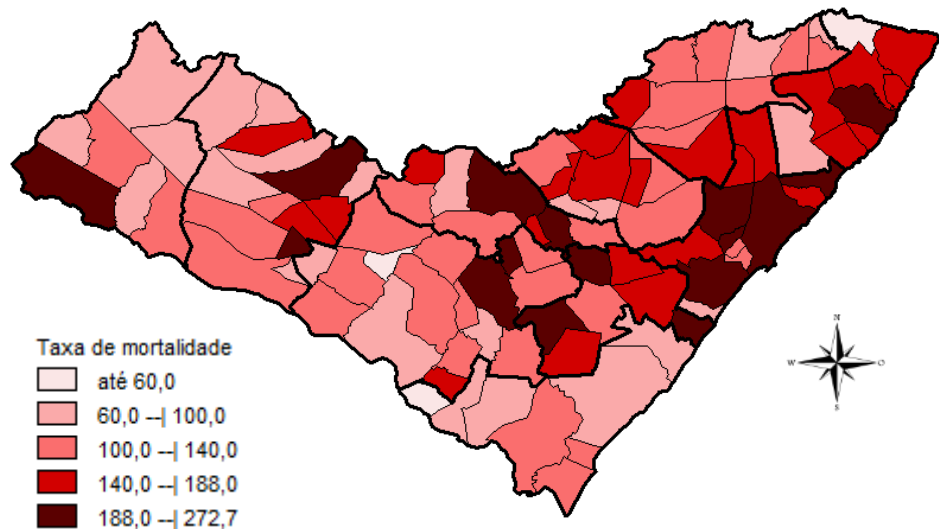 Taxa de mortalidade
até 60,0
60,0 --| 100,0
100,0 --| 140,0
140,0 --| 188,0
188,0 --| 272,7
N
W
O
S